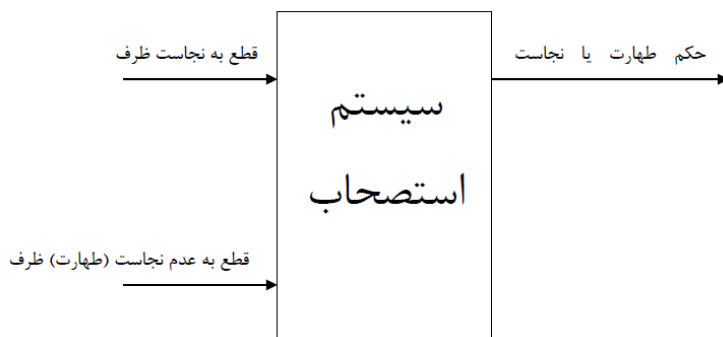 حکم طهارت یا نجاست
قطع به نجاست ظرف
سیستم
استصحاب
قطع به عدم نجاست (طهارت) ظرف